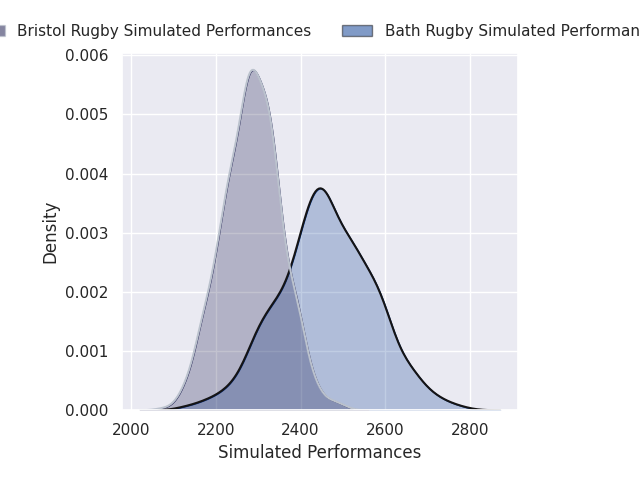 Bristol Rugby Simulated Performances Bath Rugby Simulated Performan
0.006
0.005
0.004
0.003
0.002
0.001
0.000
Density
2000 2200 2400 2600 2800
Simulated Performances